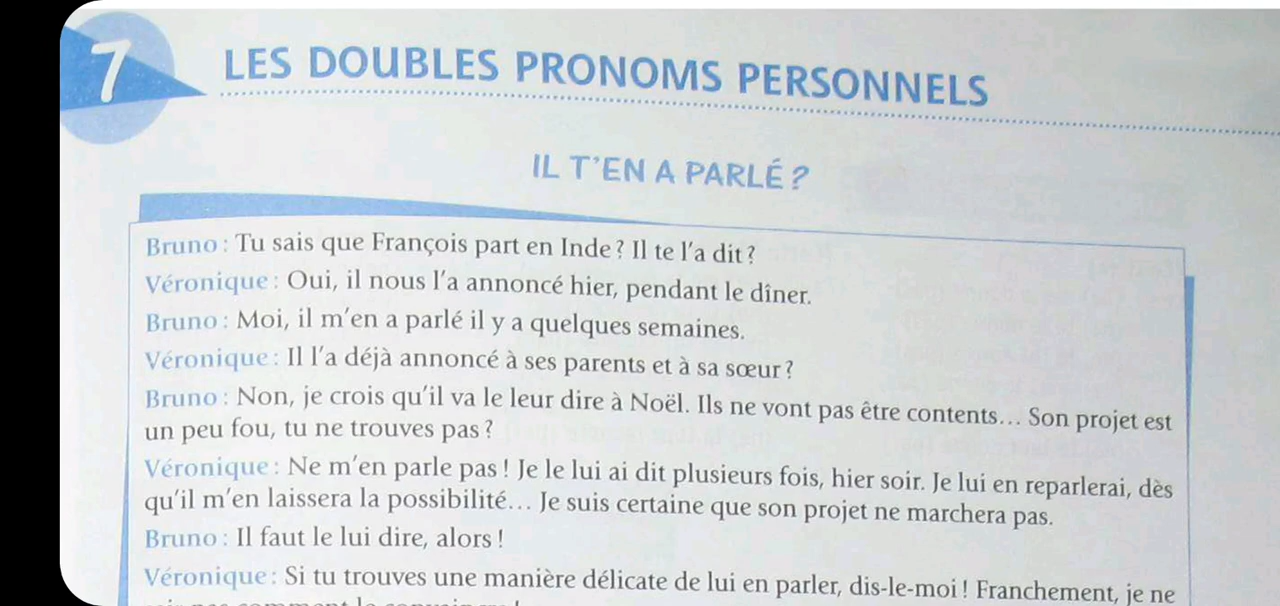 7
LES DOUBLES PRONOMS PERSONNELS
IL T'EN A PARLÉ ?
Bruno : Tu sais que François part en Inde ? Il te l'a dit ?
Véronique : Oui, il nous l'a annoncé hier, pendant le dîner.
Bruno : Moi, il m'en a parlé il y a quelques semaines.
Véronique : Il l'a déjà annoncé à ses parents et à sa sœur ?
Bruno : Non, je crois qu'il va le leur dire à Noël. Ils ne vont pas être contents… Son projet est
un peu fou, tu ne trouves pas ?
Véronique : Ne m'en parle pas ! Je le lui ai dit plusieurs fois, hier soir. Je lui en reparlerai, dès
qu'il m'en laissera la possibilité… Je suis certaine que son projet ne marchera pas.
Bruno : Il faut le lui dire, alors !
Véronique : Si tu trouves une manière délicate de lui en parler, dis-le-moi ! Franchement, je ne